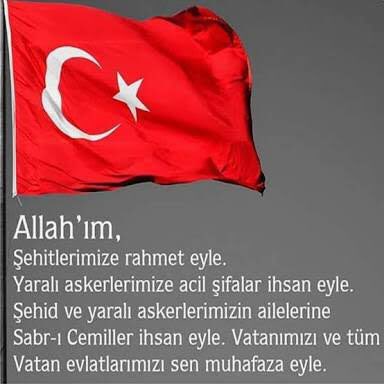 Allah'ım,
Şehitlerimize rahmet eyle.
Yaralı askerlerimize acil şifalar ihsan eyle.
Şehid ve yaralı askerlerimizin ailelerine
Sabr-ı Cemiller ihsan eyle. Vatanımızı ve tüm
Vatan evlatlarımızı sen muhafaza eyle.